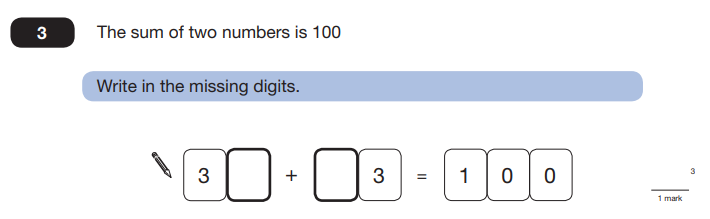 3 The sum of two numbers is 100
Write in the missing digits.
3 + 3 = 1 0 0
3
1 mark